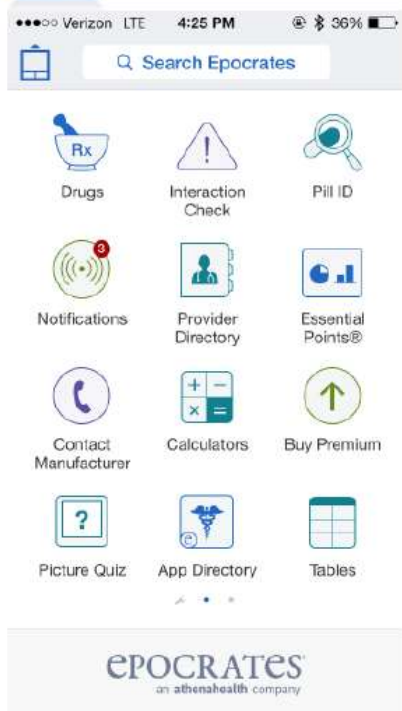 Verizon LTE 4:25 PM 36%
Search Epocrates
Rx
Drugs
!
Interaction
Check
Pill ID
3
Notifications
Provider
Directory
Essential
Points®
Contact
Manufacturer
+ −
× =
Calculators
Buy Premium
?
Picture Quiz
e
App Directory
Tables
epocrates
an athenahealth company